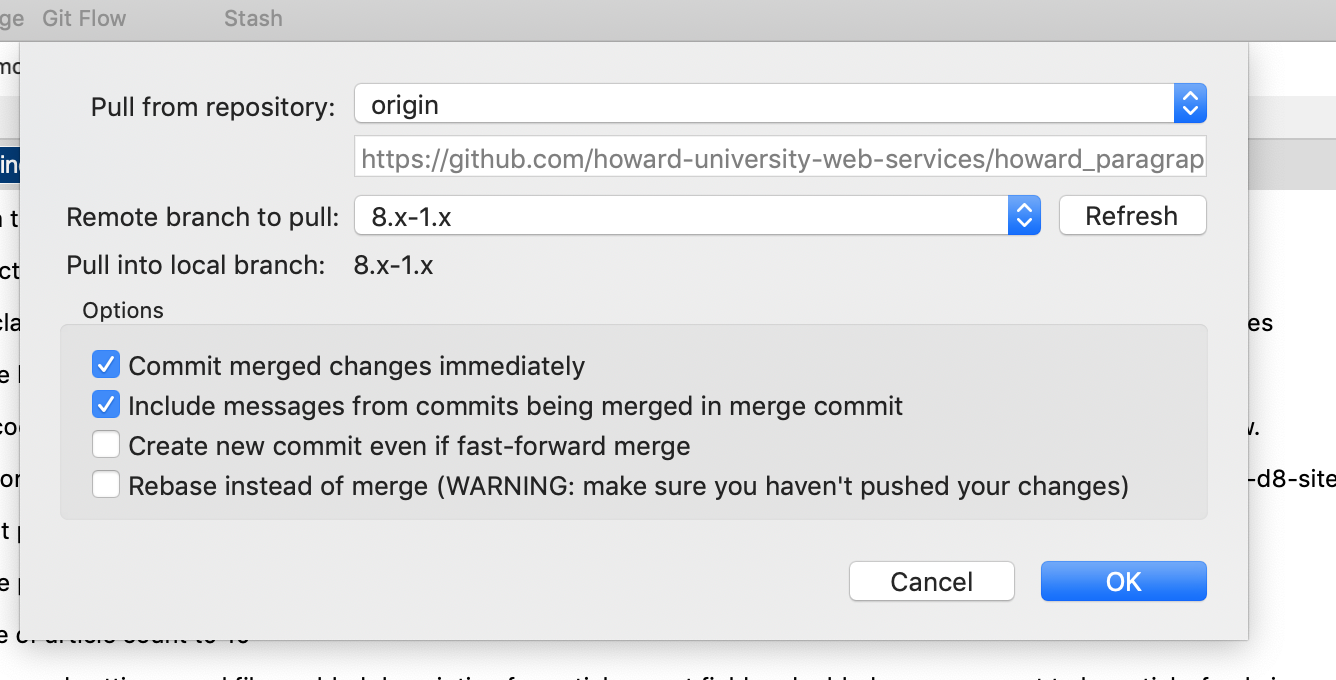 Git Flow Stash
Pull from repository: origin
https://github.com/howard-university-web-services/howard_paragrap
Remote branch to pull: 8.x-1.x Refresh
Pull into local branch: 8.x-1.x
Options
Commit merged changes immediately
Include messages from commits being merged in merge commit
Create new commit even if fast-forward merge
-d8-site
Rebase instead of merge (WARNING: make sure you haven't pushed your changes)
Cancel OK